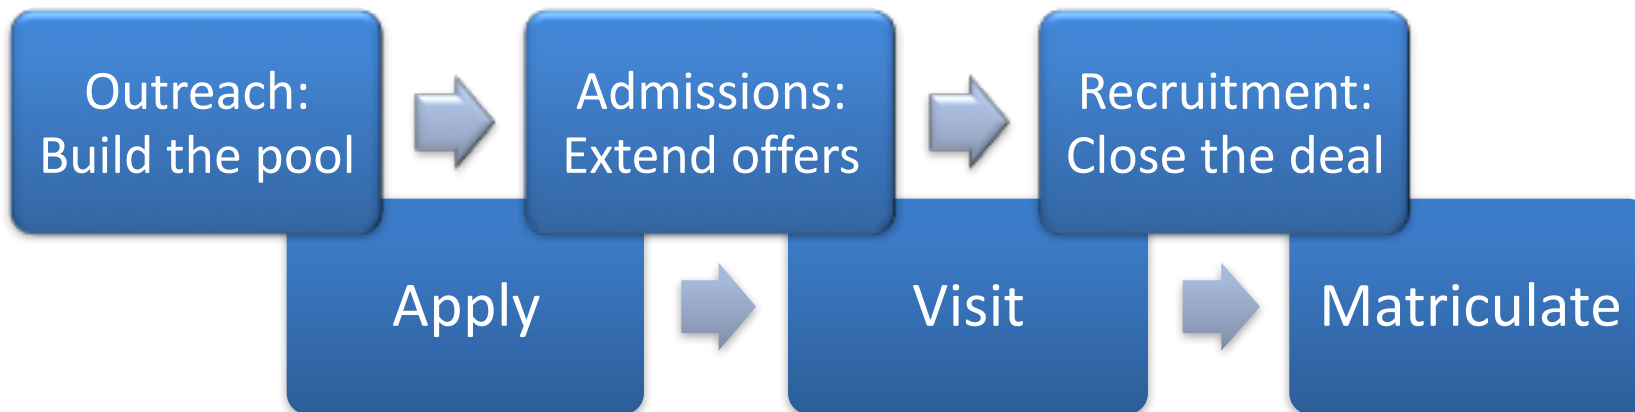 Outreach:
Build the pool
Admissions:
Extend offers
Recruitment:
Close the deal
Apply
Visit
Matriculate